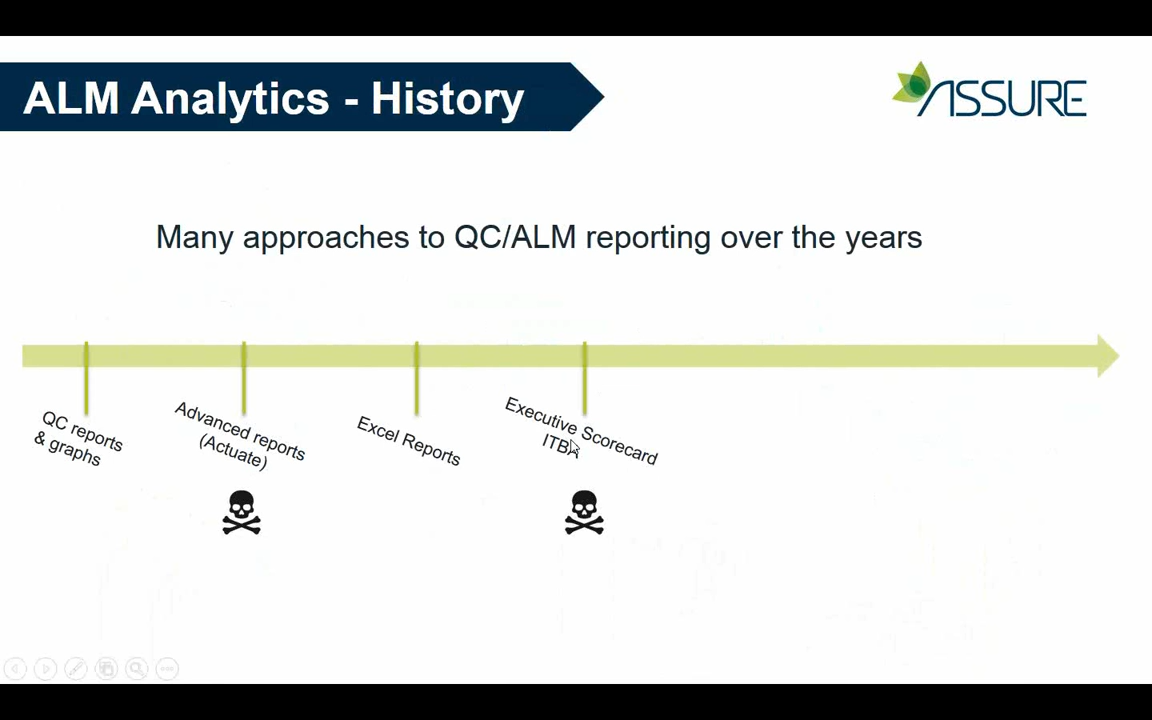 ALM Analytics - History
ASSURE
Many approaches to QC/ALM reporting over the years
QC reports
& graphs
Advanced reports
(Actuate)
Excel Reports
Executive Scorecard
ITBA